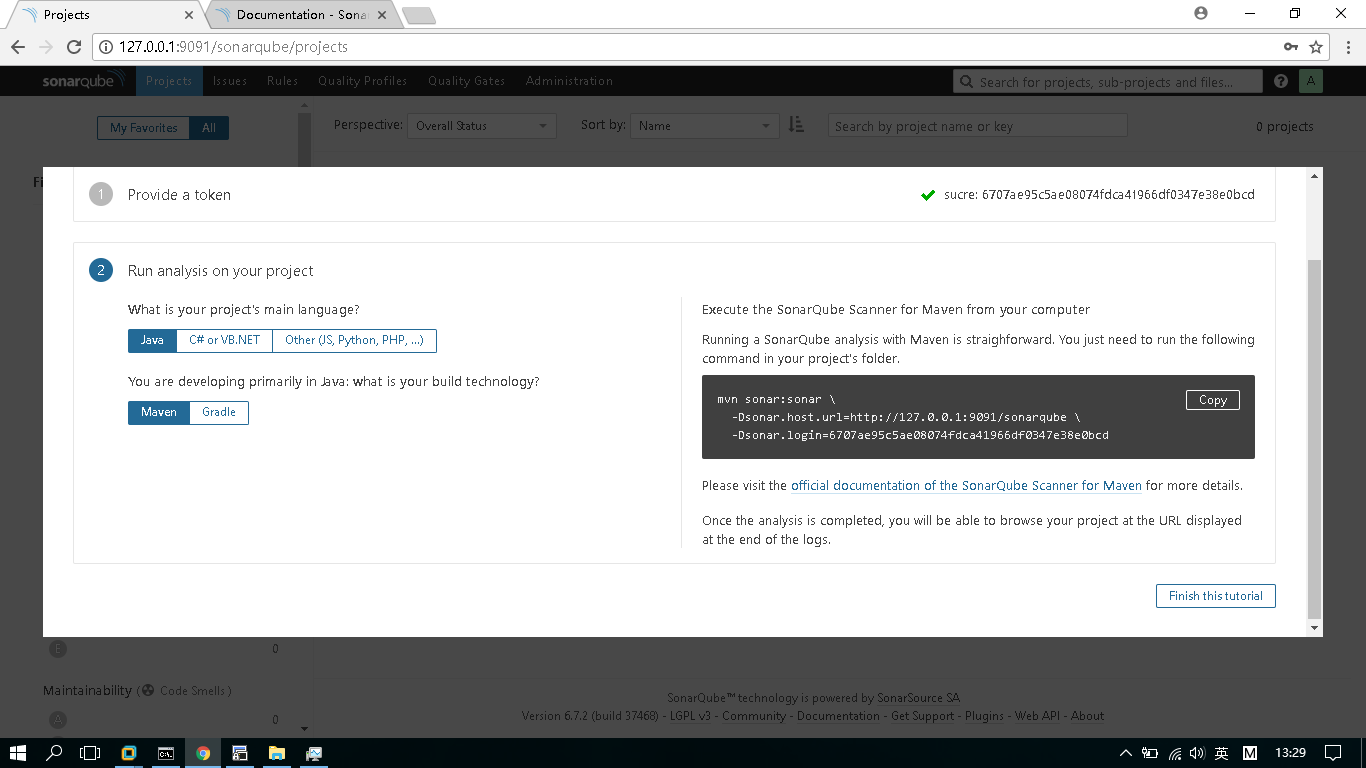 Projects
Documentation - Sona
127.0.0.1:9091/sonarqube/projects
sonarqube Projects Issues Rules Quality Profiles Quality Gates Administration
Search for projects, sub-projects and files...
? A
My Favorites All
Perspective: Overall Status Sort by: Name
Search by project name or key
0 projects
1 Provide a token
sucre: 6707ae95c5ae08074fdca41966df0347e38e0bcd
2 Run analysis on your project
What is your project's main language?
Java C# or VB.NET Other (JS, Python, PHP, ...)
You are developing primarily in Java: what is your build technology?
Maven Gradle
Execute the SonarQube Scanner for Maven from your computer
Running a SonarQube analysis with Maven is straighforward. You just need to run the following
command in your project's folder.
Copy
mvn sonar:sonar \
-Dsonar.host.url=http://127.0.0.1:9091/sonarqube \
-Dsonar.login=6707ae95c5ae08074fdca41966df0347e38e0bcd
Please visit the official documentation of the SonarQube Scanner for Maven for more details.
Once the analysis is completed, you will be able to browse your project at the URL displayed
at the end of the logs.
Finish this tutorial
E 0
Maintainability ( Code Smells )
A 0
SonarQube™ technology is powered by SonarSource SA
Version 6.7.2 (build 37468) - LGPL v3 - Community - Documentation - Get Support - Plugins - Web API - About
英 M 13:29